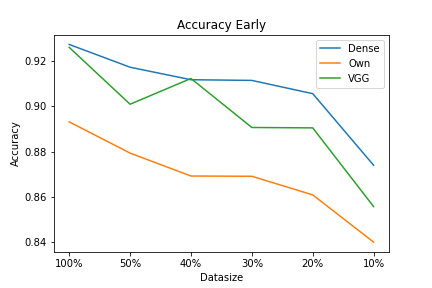 Accuracy Early
Dense
Own
VGG
0.92
0.90
0.88
0.86
0.84
Accuracy
100% 50% 40% 30% 20% 10%
Datasize